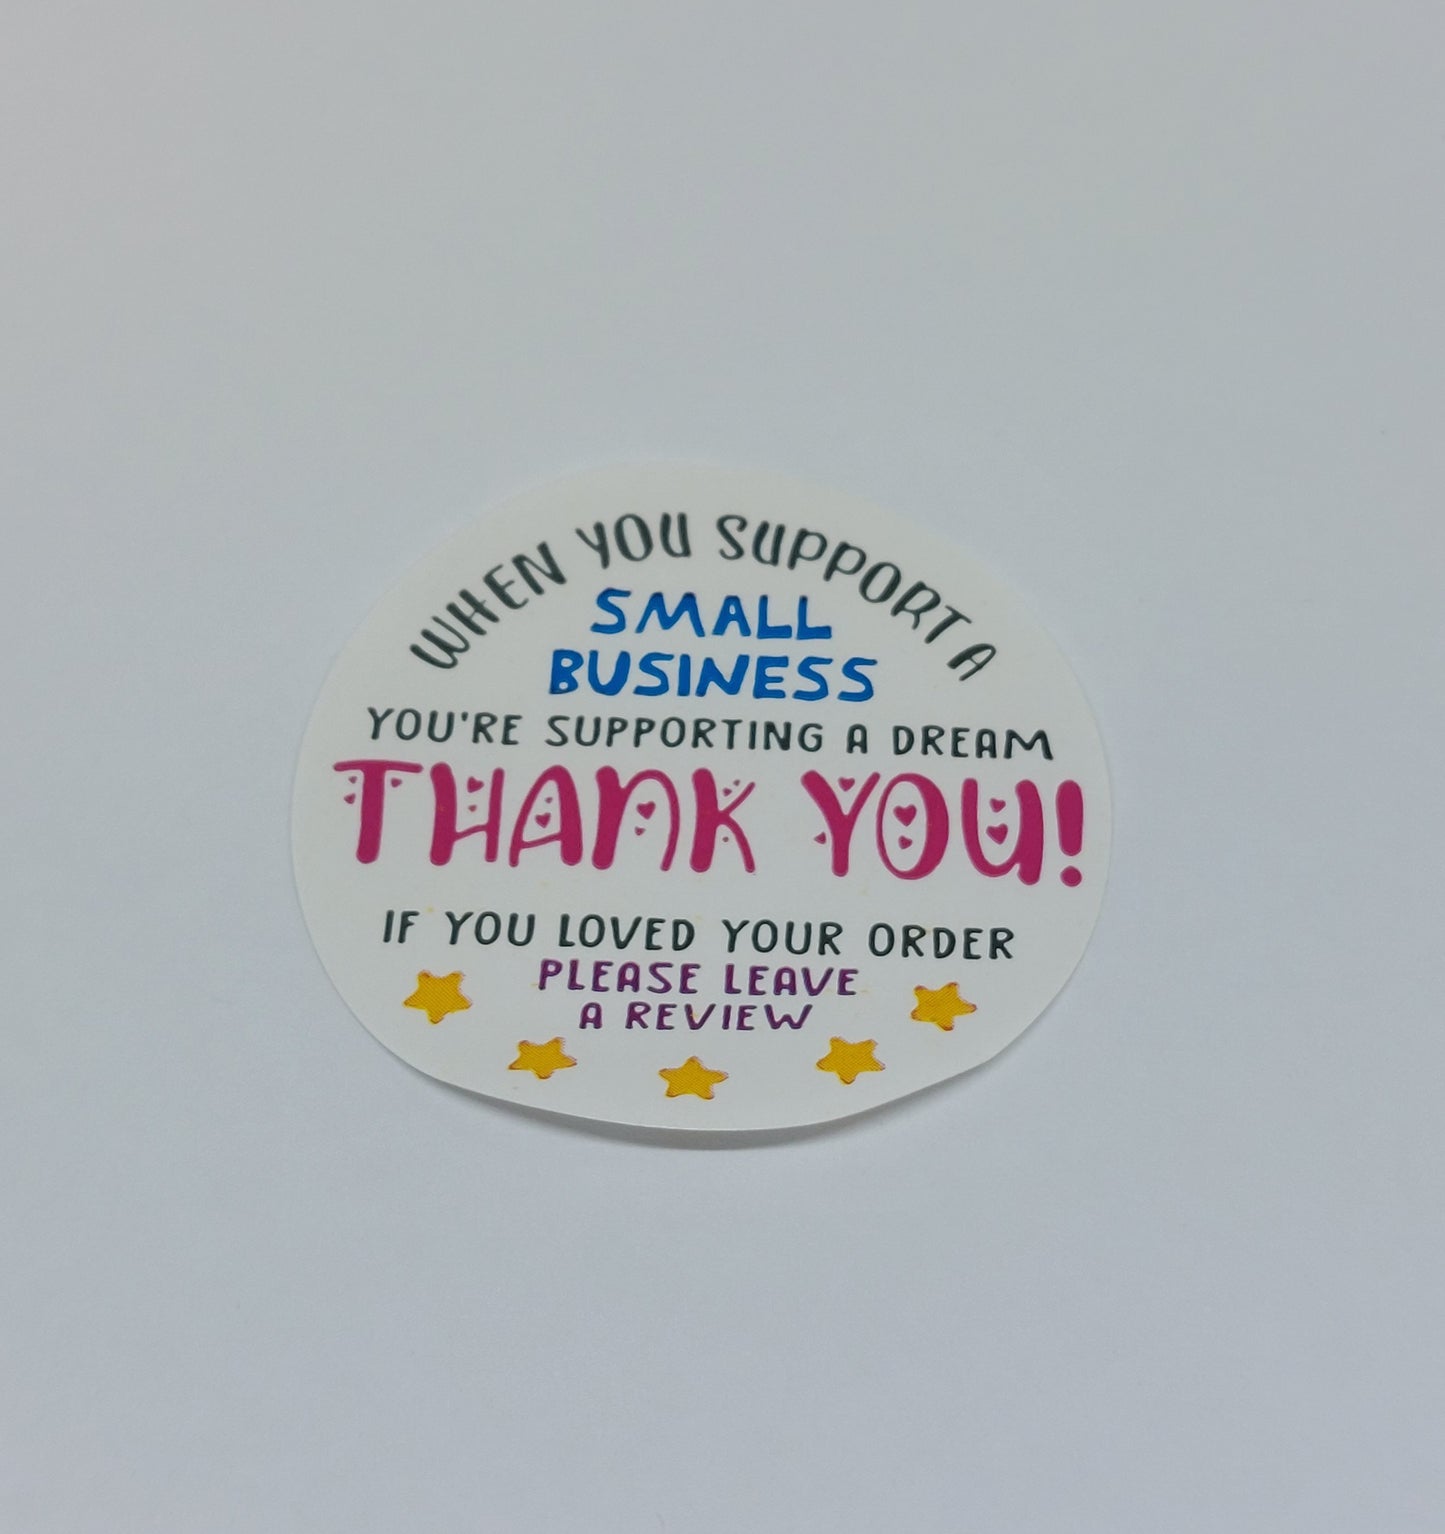 WHEN YOU SUPPORT A
SMALL
BUSINESS
YOU'RE SUPPORTING A DREAM
THANK YOU!
IF YOU LOVED YOUR ORDER
PLEASE LEAVE
A REVIEW